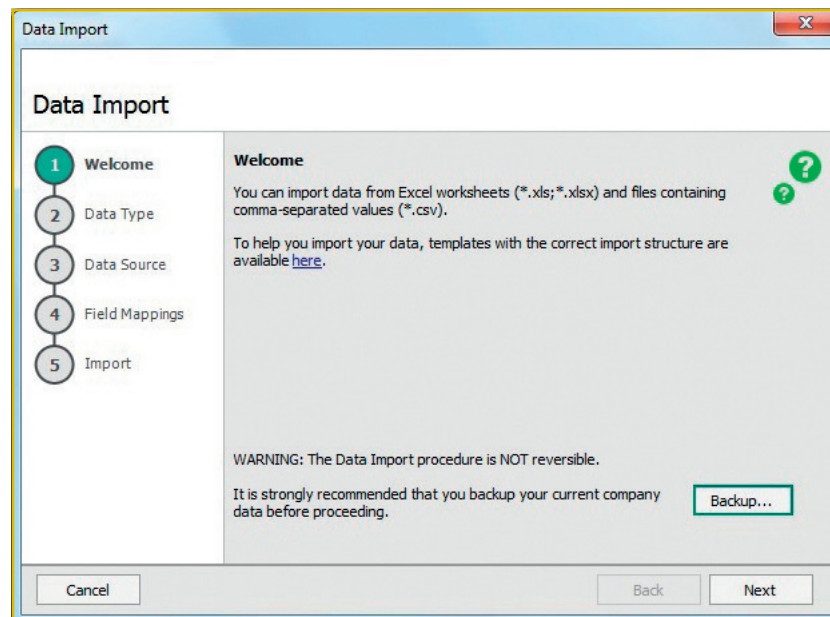 Data Import
X
Data Import
1 Welcome
2 Data Type
3 Data Source
4 Field Mappings
5 Import
Welcome
? 
You can import data from Excel worksheets (*.xls;*.xlsx) and files containing
comma-separated values (*.csv).
?
To help you import your data, templates with the correct import structure are
available here.
WARNING: The Data Import procedure is NOT reversible.
It is strongly recommended that you backup your current company
data before proceeding.
Backup...
Cancel
Back
Next